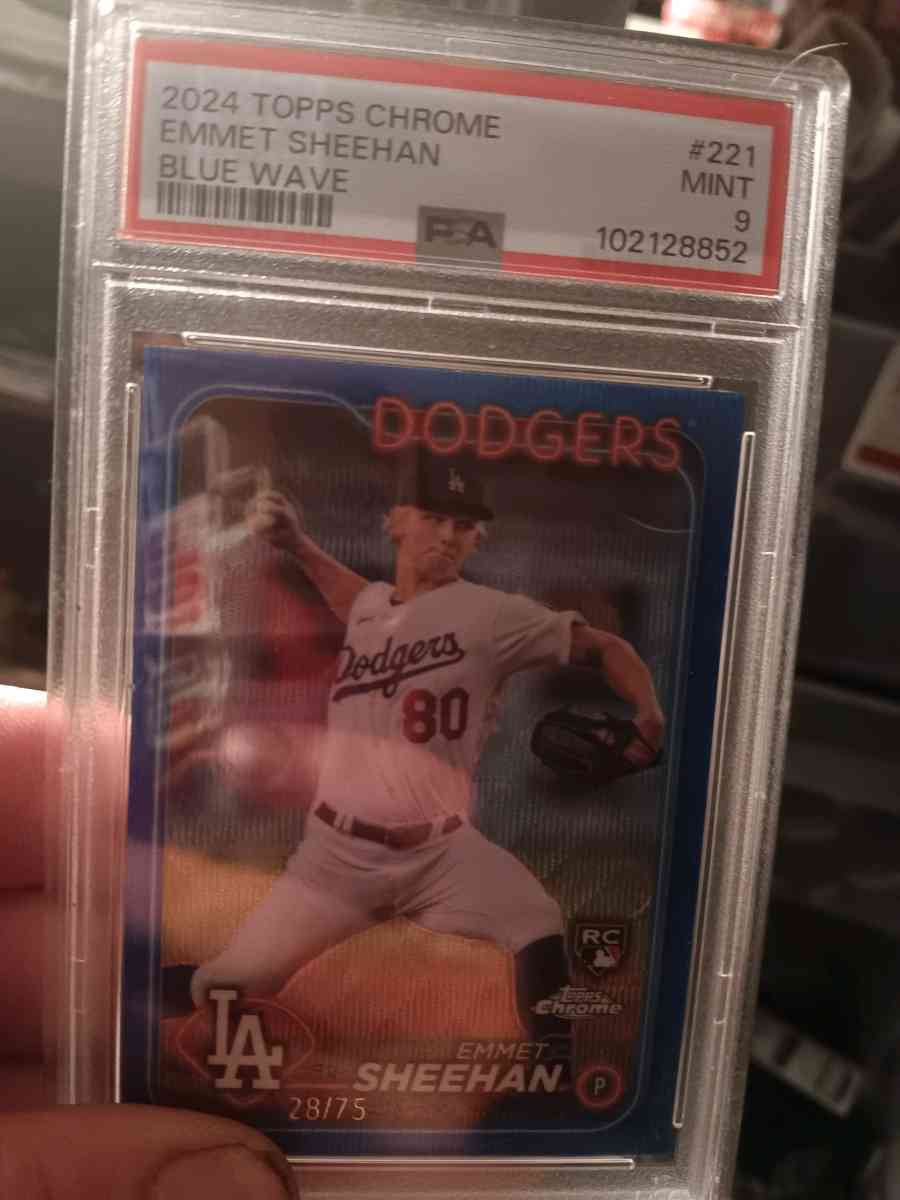 2024 TOPPS CHROME
#221
EMMET SHEEHAN
MINT
BLUE WAVE
9
PSA
102128852
DODGERS
LA
Dodgers
80
RC
Topps
Chrome
LA
EMMET
SHEEHAN
P
28/75